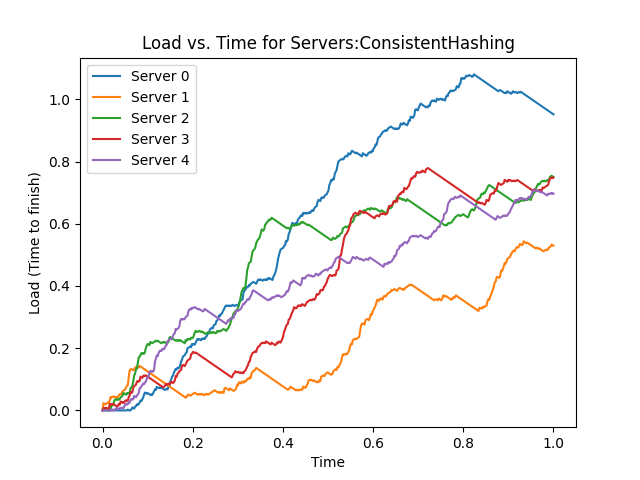 Load vs. Time for Servers:ConsistentHashing
Server 0
Server 1
Server 2
Server 3
Server 4
Load (Time to finish)
1.0
0.8
0.6
0.4
0.2
0.0
0.0 0.2 0.4 0.6 0.8 1.0
Time